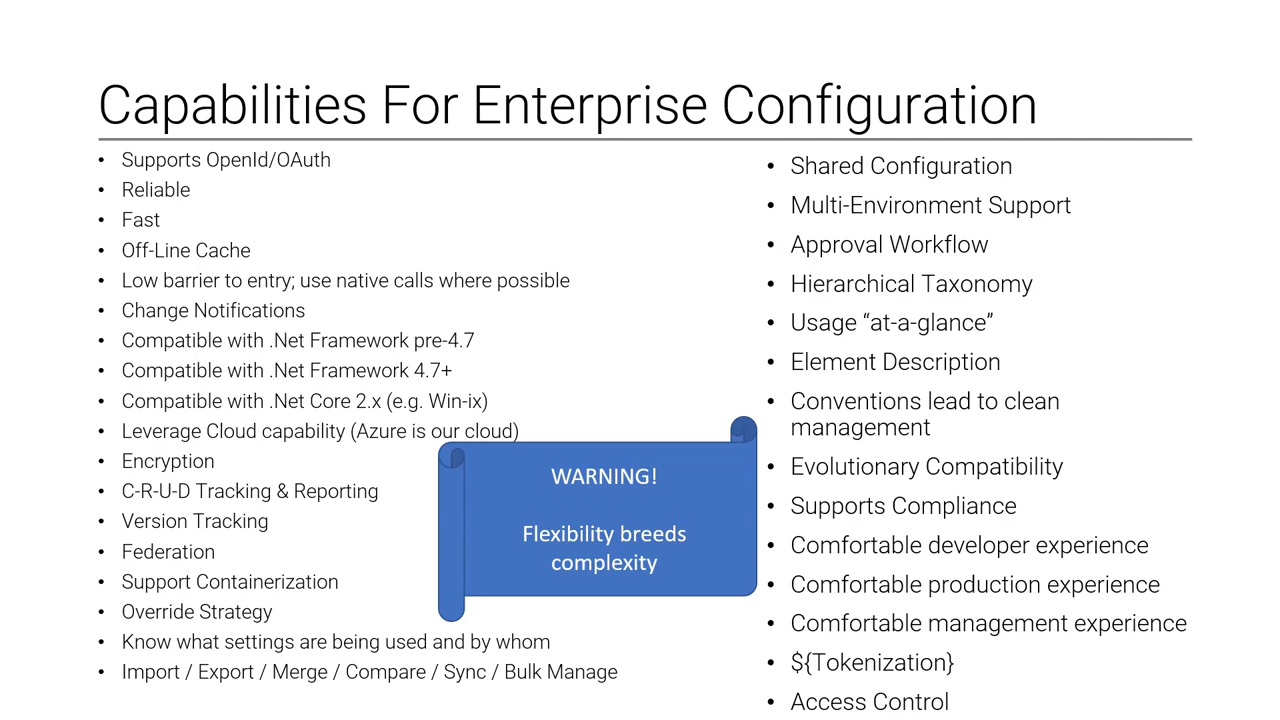 Capabilities For Enterprise Configuration
• Supports OpenId/OAuth
• Reliable
• Fast
• Off-Line Cache
• Low barrier to entry; use native calls where possible
• Change Notifications
• Compatible with .Net Framework pre-4.7
• Compatible with .Net Framework 4.7+
• Compatible with .Net Core 2.x (e.g. Win-ix)
• Leverage Cloud capability (Azure is our cloud)
• Encryption
• C-R-U-D Tracking & Reporting
• Version Tracking
• Federation
• Support Containerization
• Override Strategy
• Know what settings are being used and by whom
• Import / Export / Merge / Compare / Sync / Bulk Manage
WARNING!
Flexibility breeds
complexity
• Shared Configuration
• Multi-Environment Support
• Approval Workflow
• Hierarchical Taxonomy
• Usage “at-a-glance”
• Element Description
• Conventions lead to clean
management
• Evolutionary Compatibility
• Supports Compliance
• Comfortable developer experience
• Comfortable production experience
• Comfortable management experience
• ${Tokenization}
• Access Control